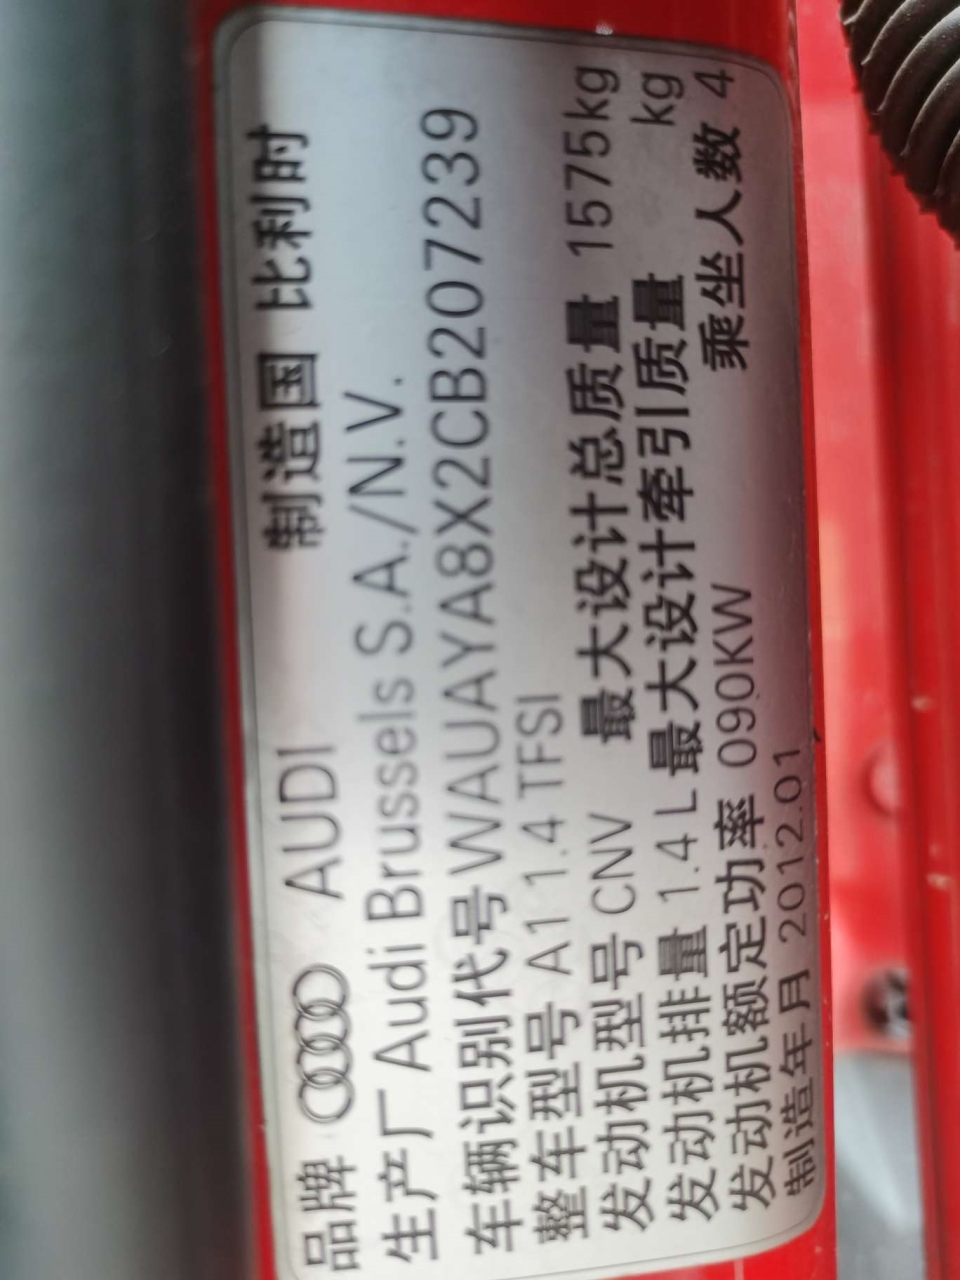 品牌 AUDI 制造国 比利时
生产厂 Audi Brussels S.A./N.V.
车辆识别代号 WAUAYA8X2CB207239
整车型号 A1 1.4 TFSI
发动机型号 CNV 最大设计总质量 1575kg
发动机排量 1.4 L 最大设计牵引质量 kg
发动机额定功率 090KW 乘坐人数 4
制造年月 2012.01